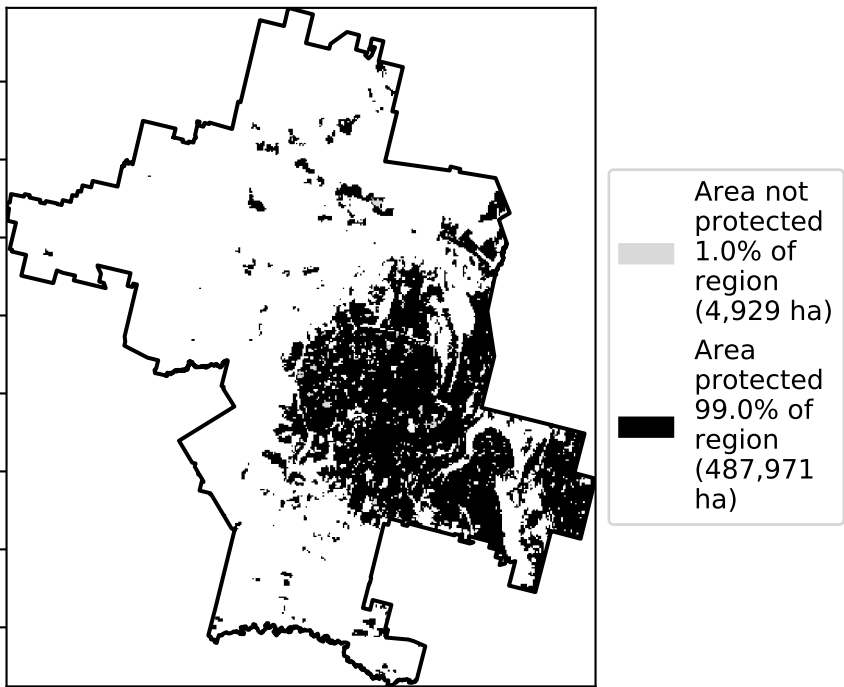 Area not
protected
1.0% of
region
(4,929 ha)
Area
protected
99.0% of
region
(487,971
ha)